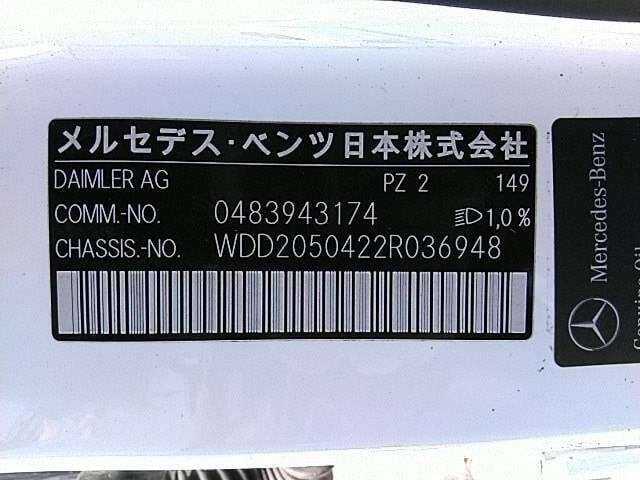 メルセデス・ベンツ日本株式会社
DAIMLER AG PZ 2 149
COMM.-NO. 0483943174 1,0%
CHASSIS.-NO. WDD2050422R036948
Mercedes-Benz